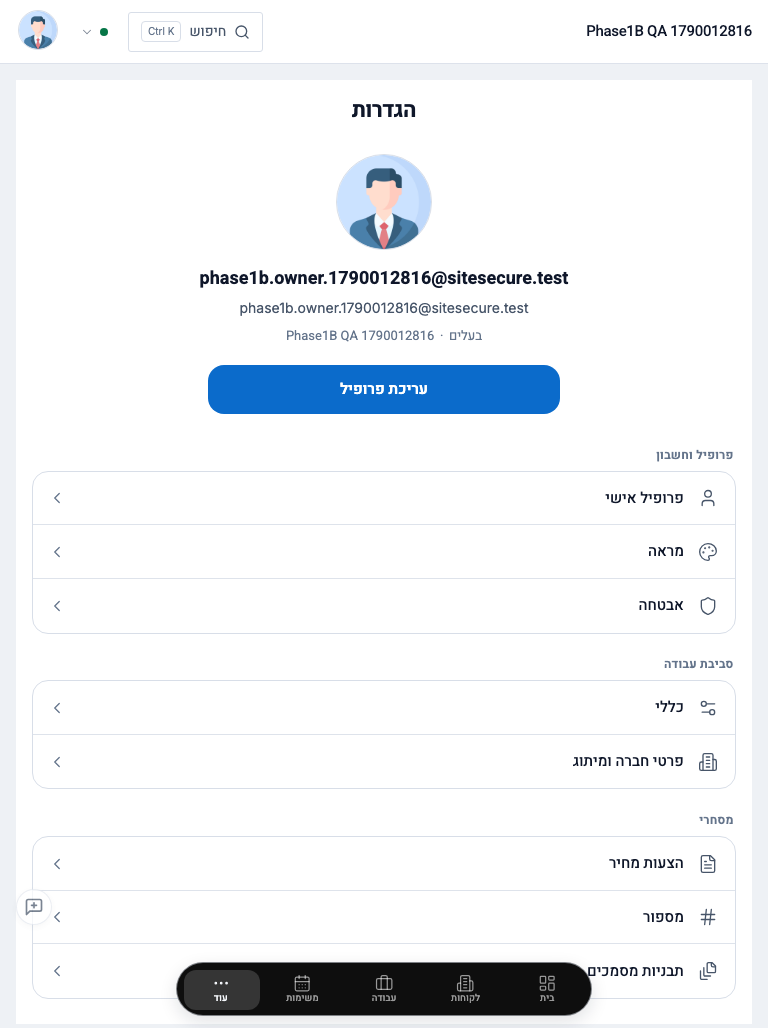 Phase1B QA 1790012816
חיפוש Ctrl K
הגדרות
phase1b.owner.1790012816@sitesecure.test
phase1b.owner.1790012816@sitesecure.test
בעלים · Phase1B QA 1790012816
עריכת פרופיל
פרופיל וחשבון
פרופיל אישי
מראה
אבטחה
סביבת עבודה
כללי
פרטי חברה ומיתוג
מסחרי
הצעות מחיר
מספור
תבניות מסמכים
בית
לקוחות
עבודה
משימות
עוד